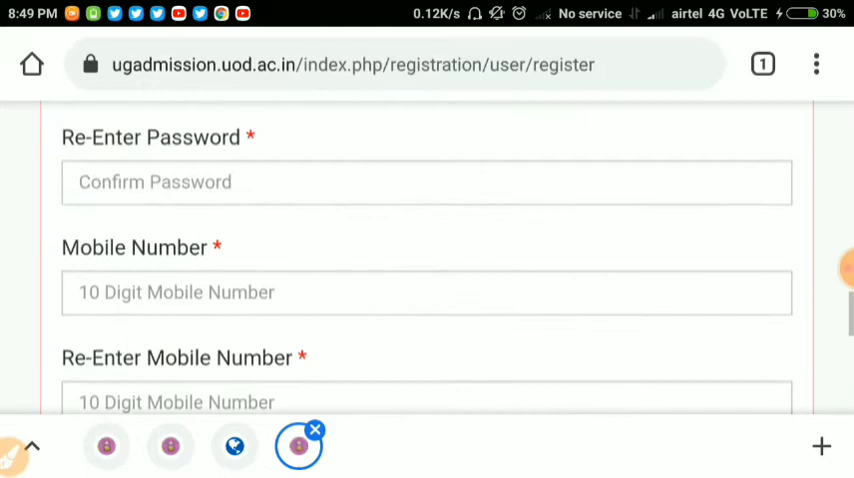 8:49 PM 0.12K/s No service airtel 4G VoLTE 30%
ugadmission.uod.ac.in/index.php/registration/user/register 1
Re-Enter Password *
Confirm Password
Mobile Number *
10 Digit Mobile Number
Re-Enter Mobile Number *
10 Digit Mobile Number